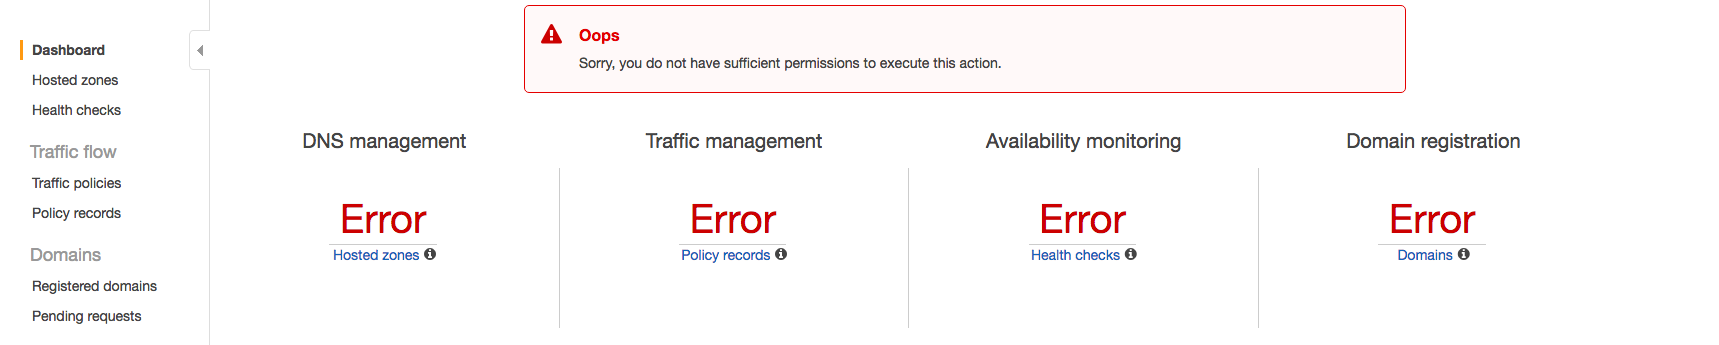 Dashboard
Hosted zones
Health checks
Traffic flow
Traffic policies
Policy records
Domains
Registered domains
Pending requests
Oops
Sorry, you do not have sufficient permissions to execute this action.
DNS management
Error
Hosted zones
Traffic management
Error
Policy records
Availability monitoring
Error
Health checks
Domain registration
Error
Domains